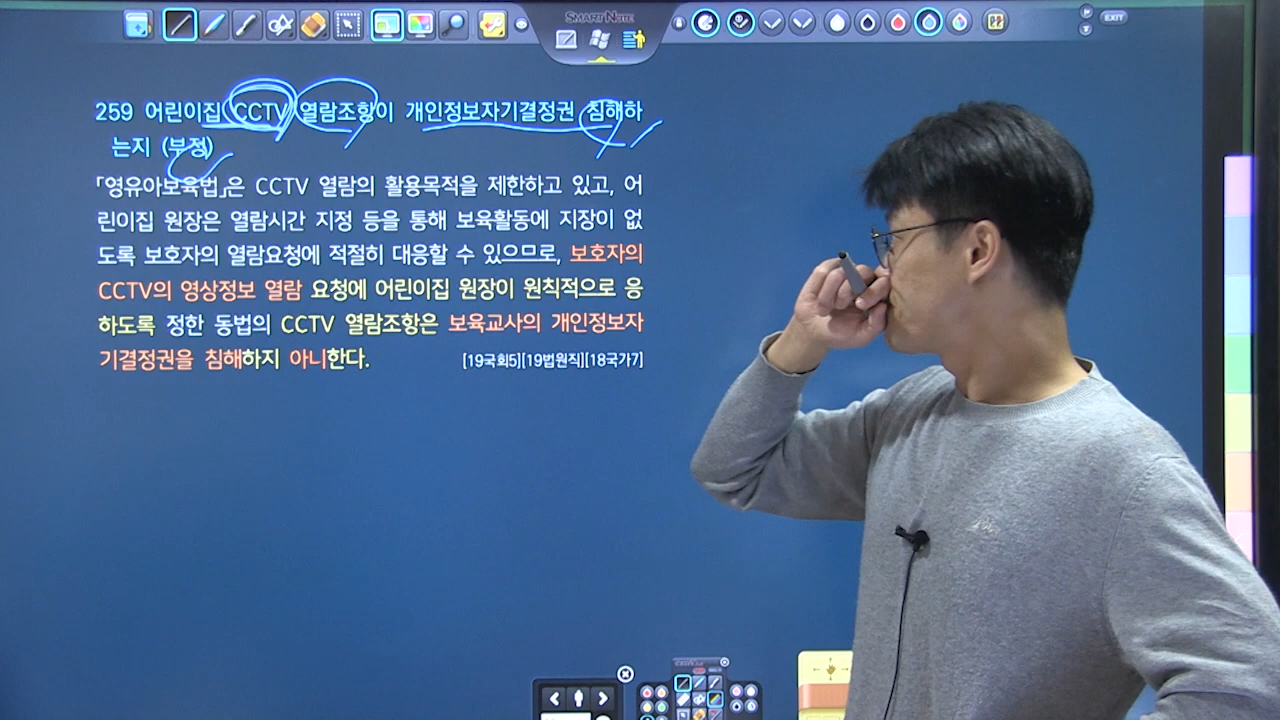 SMART NOTE
EXIT
259 어린이집 CCTV 열람조항이 개인정보자기결정권 침해하
는지 (부정)
「영유아보육법」은 CCTV 열람의 활용목적을 제한하고 있고, 어
린이집 원장은 열람시간 지정 등을 통해 보육활동에 지장이 없
도록 보호자의 열람요청에 적절히 대응할 수 있으므로, 보호자의
CCTV의 영상정보 열람 요청에 어린이집 원장이 원칙적으로 응
하도록 정한 동법의 CCTV 열람조항은 보육교사의 개인정보자
기결정권을 침해하지 아니한다. [19국회5][19법원직][18국가7]